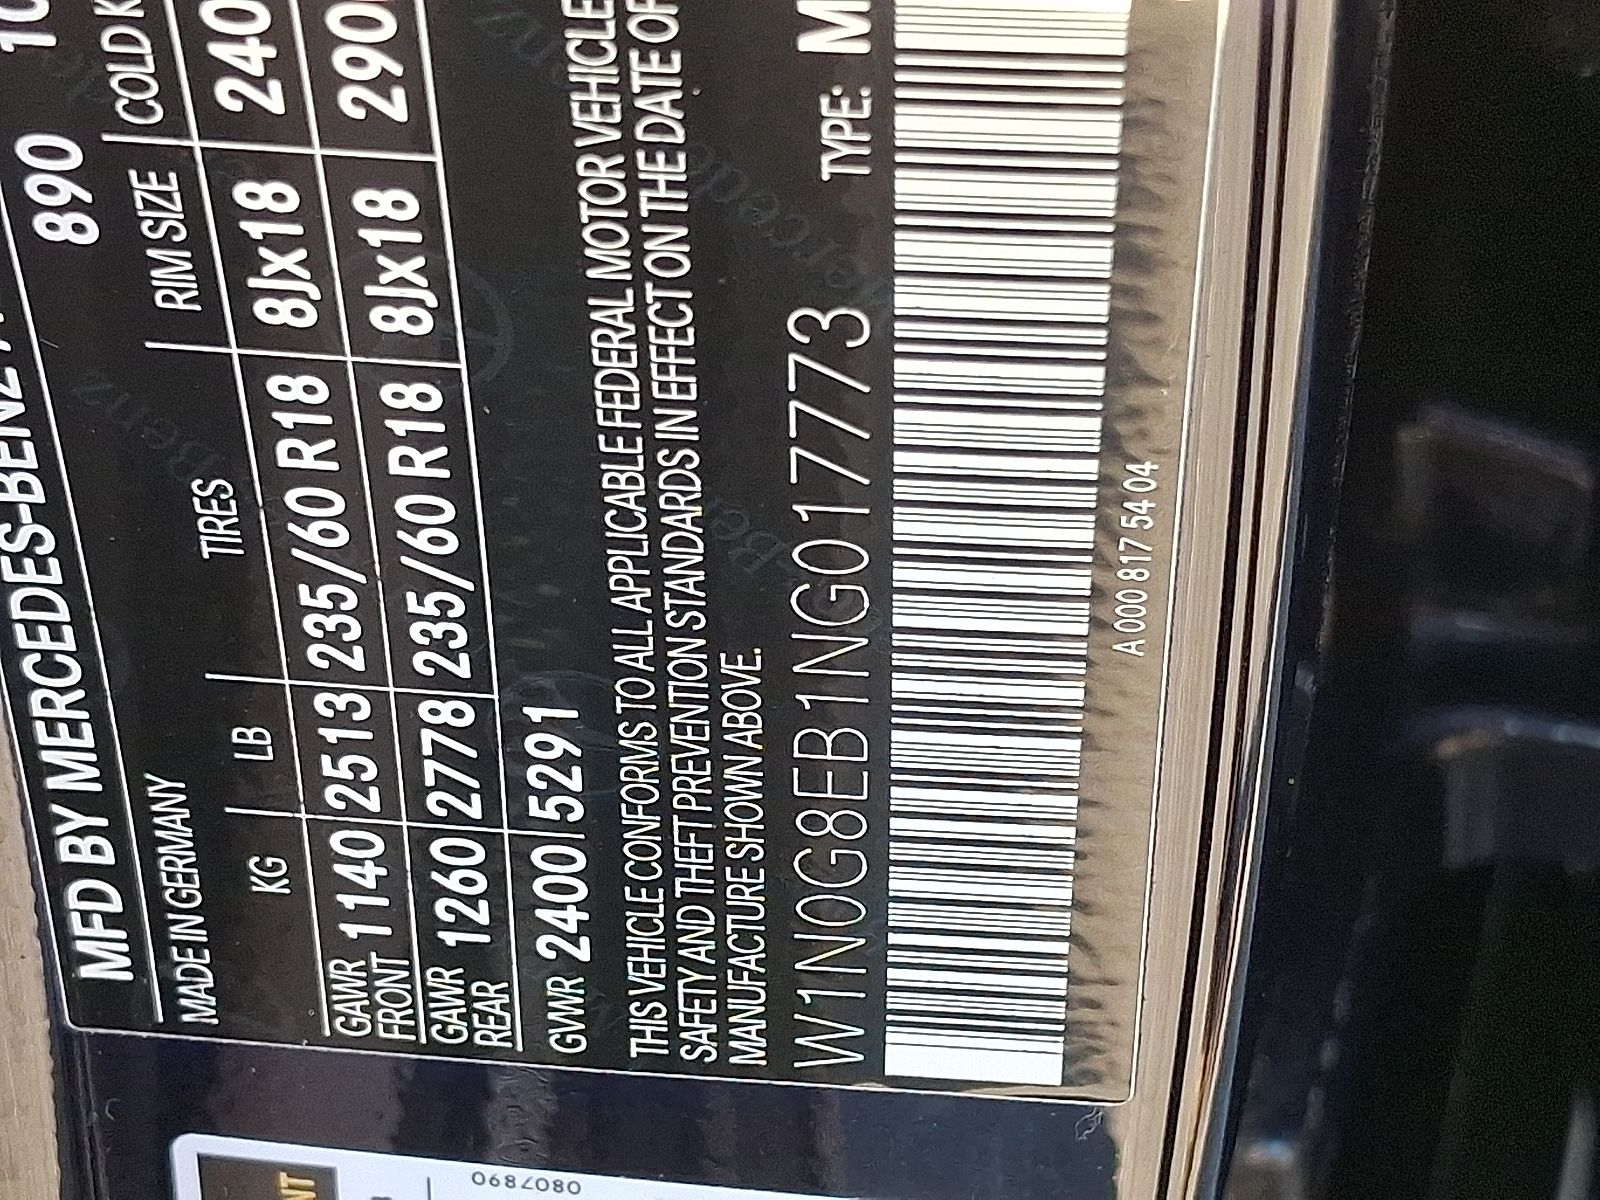 MFD BY MERCEDES-BENZ
890
MADE IN GERMANY
KG LB TIRES RIM SIZE COLD K
GAWR FRONT 1140 2513 235/60 R18 8Jx18 240
GAWR REAR 1260 2778 235/60 R18 8Jx18 290
GVWR 2400 5291
THIS VEHICLE CONFORMS TO ALL APPLICABLE FEDERAL MOTOR VEHICLE
SAFETY AND THEFT PREVENTION STANDARDS IN EFFECT ON THE DATE OF
MANUFACTURE SHOWN ABOVE.
W1N0G8EB1NG017773 TYPE: M
A 000 817 54 04
0807890